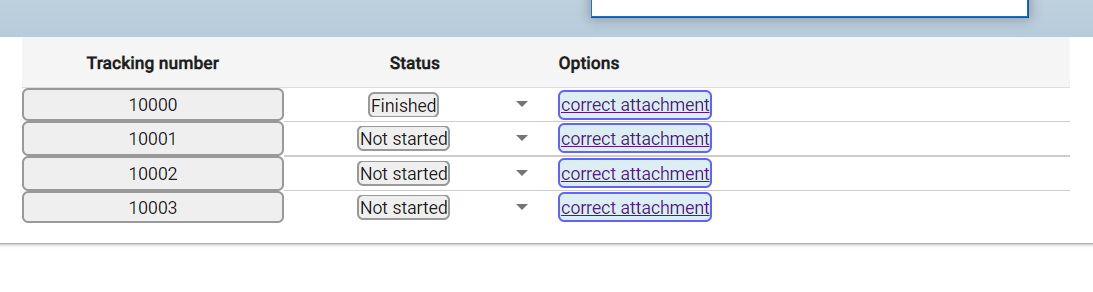 Tracking number Status Options
10000 Finished correct attachment
10001 Not started correct attachment
10002 Not started correct attachment
10003 Not started correct attachment